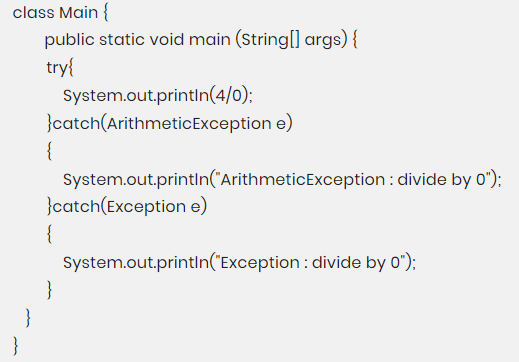 class Main {
public static void main (String[] args) {
try{
System.out.println(4/0);
}catch(ArithmeticException e)
{
System.out.println("ArithmeticException : divide by 0");
}catch(Exception e)
{
System.out.println("Exception : divide by 0");
}
}
}